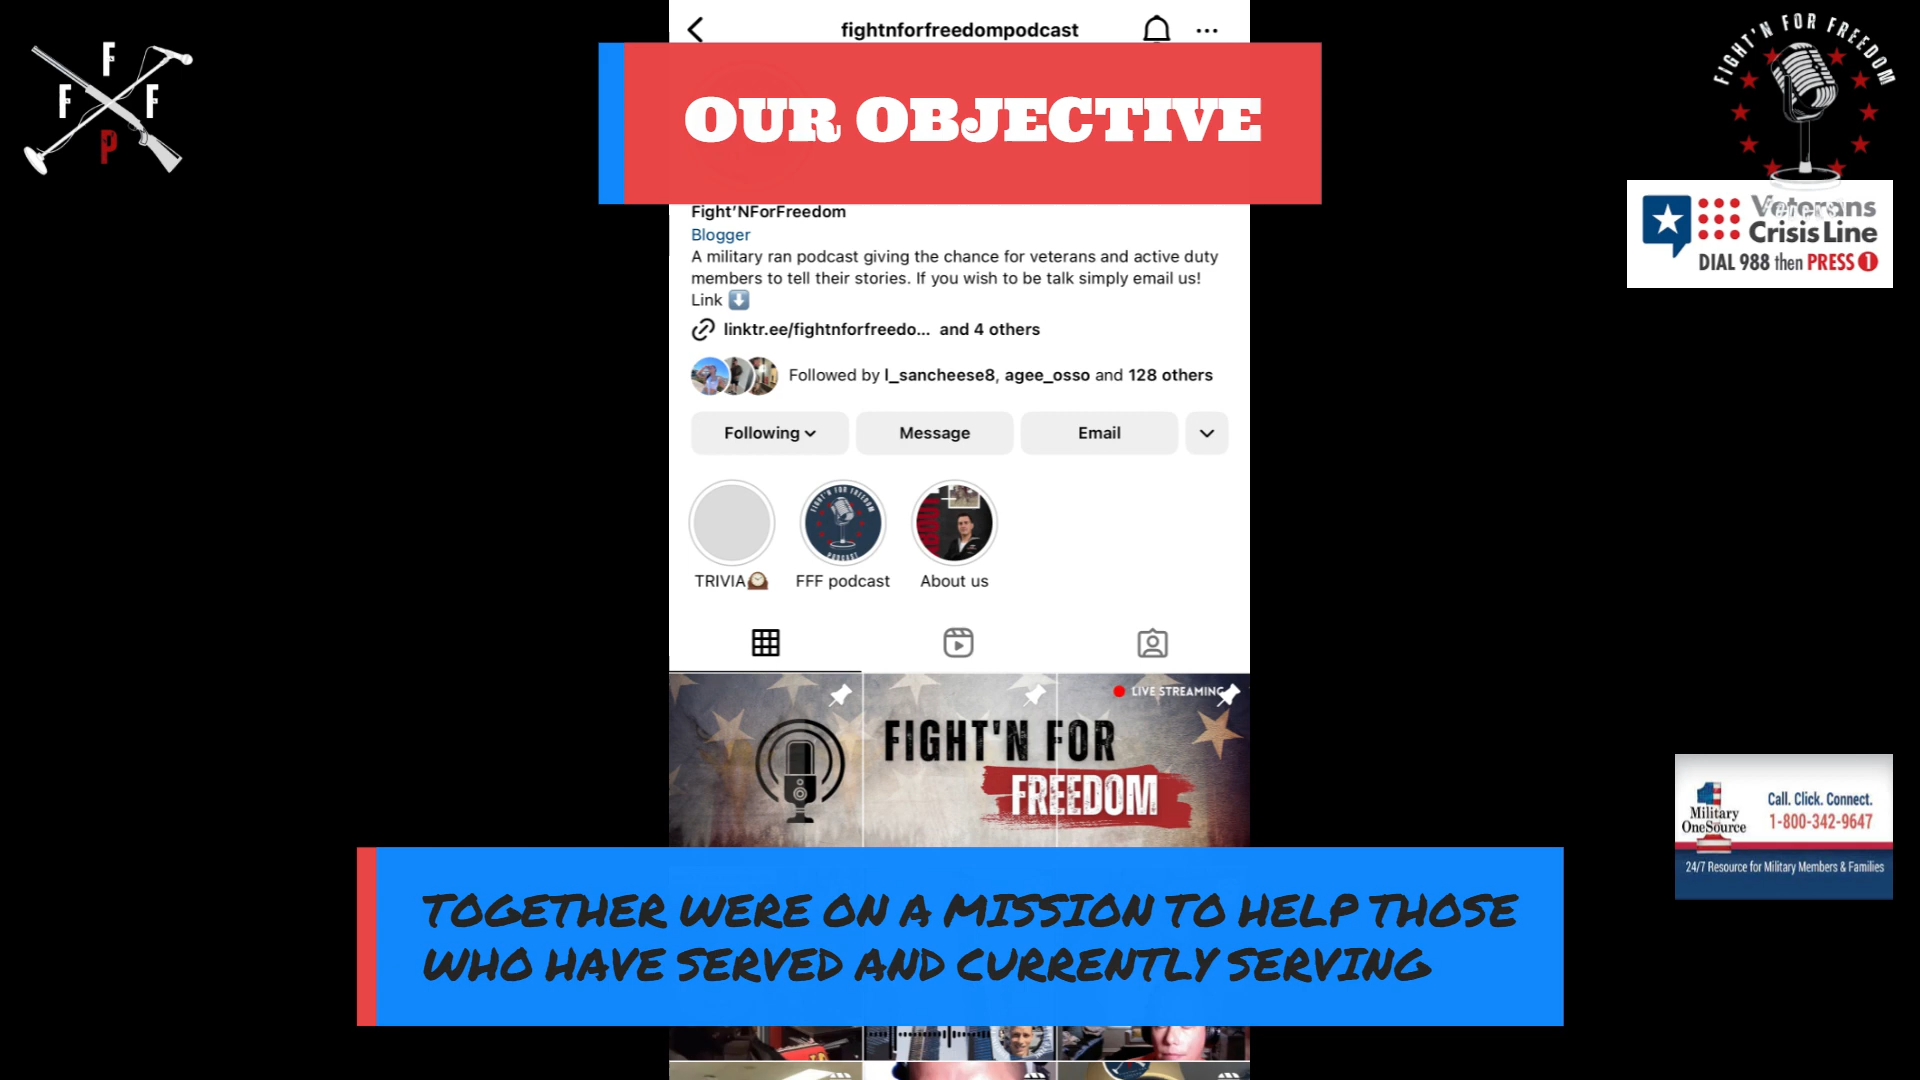 fightnforfreedompodcast
F
F F
P
FIGHT'N FOR FREEDOM
OUR OBJECTIVE
Veterans
Crisis Line
DIAL 988 then PRESS 1
Fight'NForFreedom
Blogger
A military ran podcast giving the chance for veterans and active duty
members to tell their stories. If you wish to be talk simply email us!
Link
linktr.ee/fightnforfreedo... and 4 others
Followed by l_sancheese8, agee_osso and 128 others
Following
Message
Email
FIGHT'N FOR FREEDOM
PODCAST
ABOUT
TRIVIA
FFF podcast
About us
LIVE STREAMING
FIGHT'N FOR
FREEDOM
Military
OneSource
Call. Click. Connect.
1-800-342-9647
24/7 Resource for Military Members & Families
TOGETHER WERE ON A MISSION TO HELP THOSE
WHO HAVE SERVED AND CURRENTLY SERVING